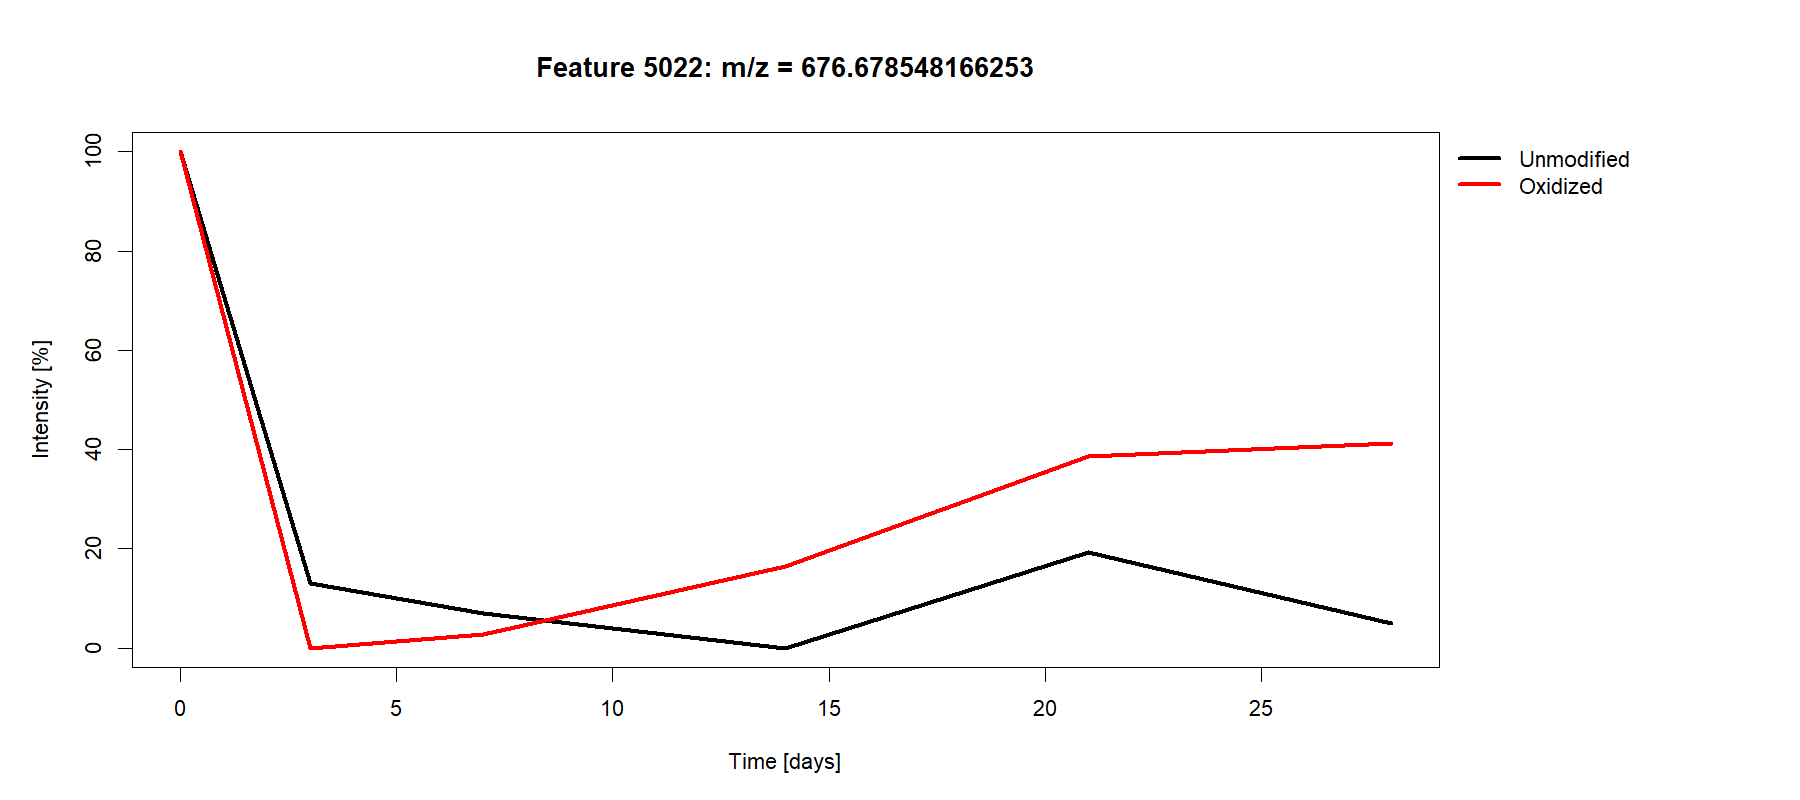 Feature 5022: m/z = 676.678548166253
Unmodified
Oxidized
Intensity [%]
100
80
60
40
20
0
0 5 10 15 20 25
Time [days]